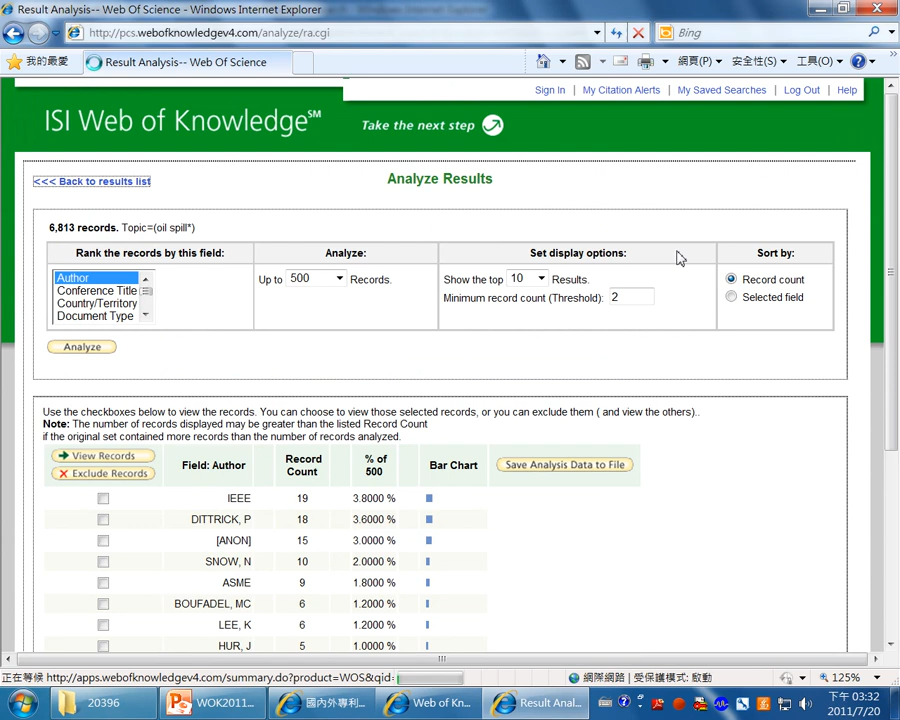 Result Analysis-- Web Of Science - Windows Internet Explorer
http://pcs.webofknowledgev4.com/analyze/ra.cgi
Bing
我的最愛
Result Analysis-- Web Of Science
網頁(P)
安全性(S)
工具(O)
Sign In | My Citation Alerts | My Saved Searches | Log Out | Help
ISI Web of Knowledge℠
Take the next step
<<< Back to results list
Analyze Results
6,813 records. Topic=(oil spill*)
Rank the records by this field:
Analyze:
Set display options:
Sort by:
Author
Conference Title
Country/Territory
Document Type
Up to 500 Records.
Show the top 10 Results.
Minimum record count (Threshold): 2
Record count
Selected field
Analyze
Use the checkboxes below to view the records. You can choose to view those selected records, or you can exclude them ( and view the others)..
Note: The number of records displayed may be greater than the listed Record Count
if the original set contained more records than the number of records analyzed.
View Records
Exclude Records
Field: Author
Record Count
% of 500
Bar Chart
Save Analysis Data to File
IEEE 19 3.8000 %
DITTRICK, P 18 3.6000 %
[ANON] 15 3.0000 %
SNOW, N 10 2.0000 %
ASME 9 1.8000 %
BOUFADEL, MC 6 1.2000 %
LEE, K 6 1.2000 %
HUR, J 5 1.0000 %
正在等候 http://apps.webofknowledgev4.com/summary.do?product=WOS&qid=
網際網路 | 受保護模式: 啟動
125%
20396
WOK2011...
國內外專利...
Web of Kn...
Result Anal...
下午 03:32
2011/7/20